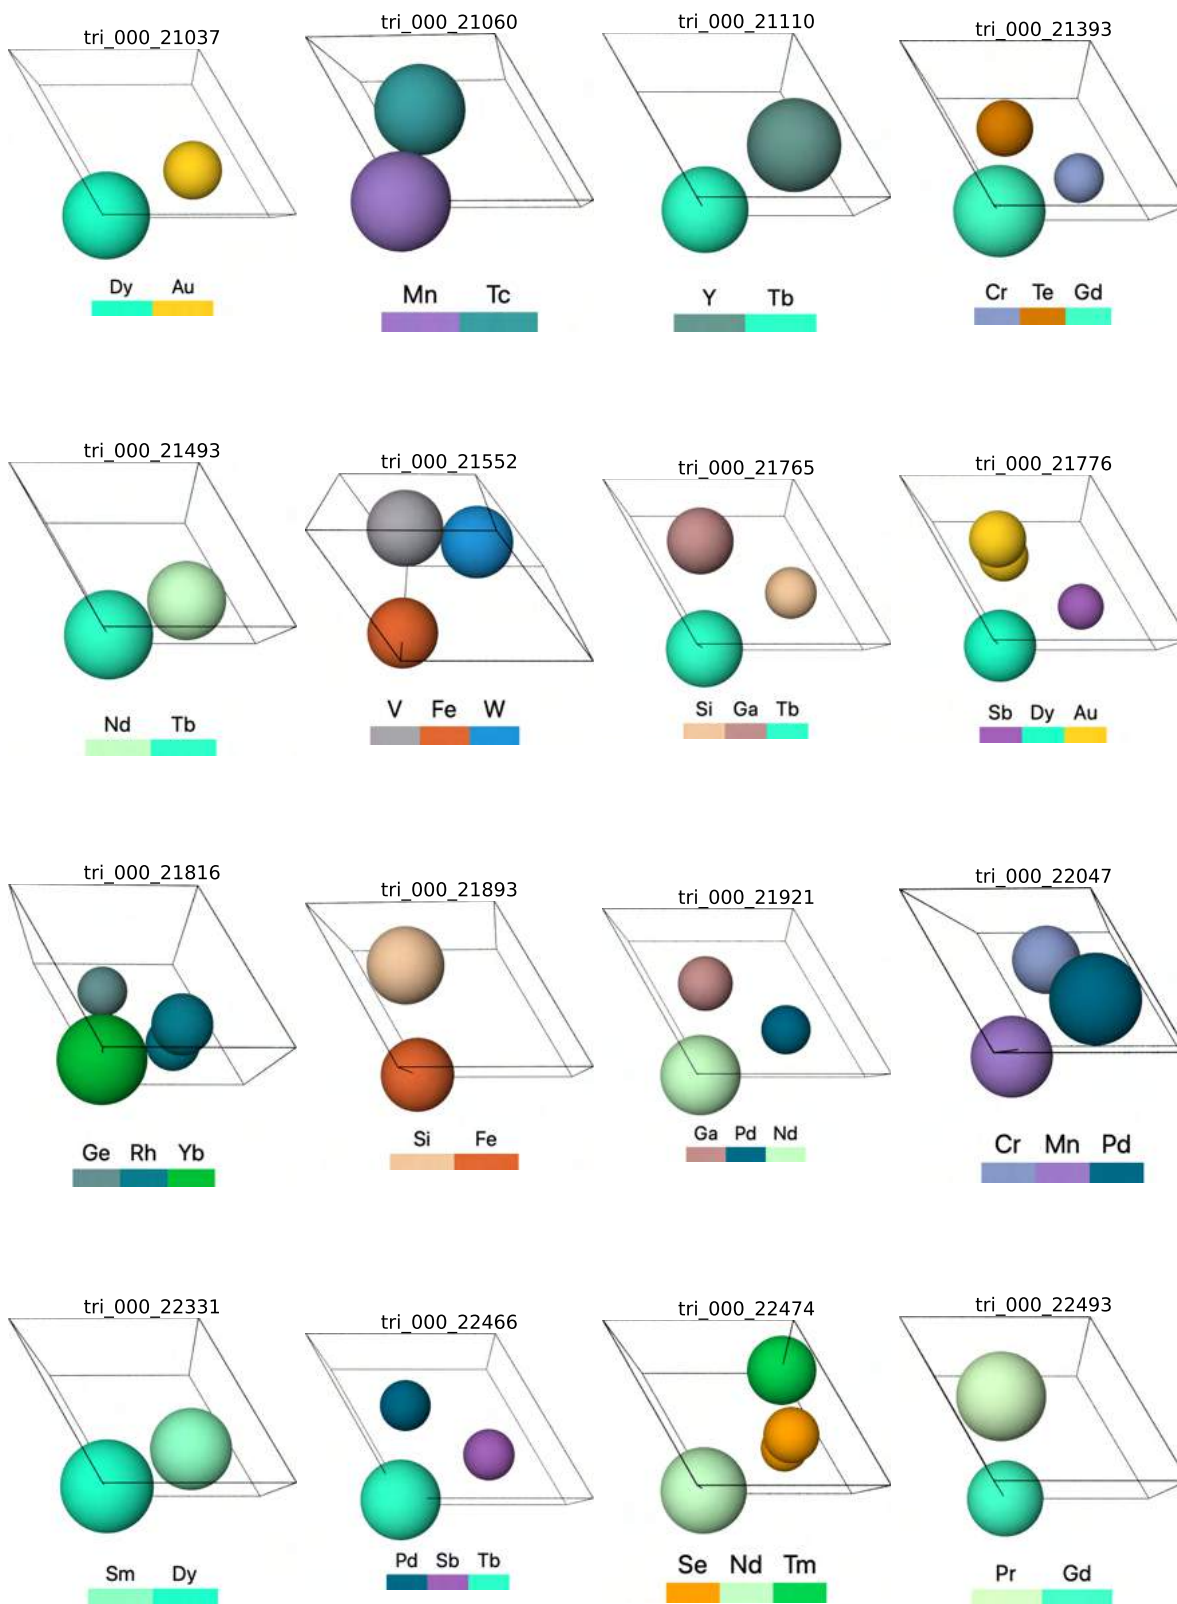 tri_000_21037
tri_000_21060
tri_000_21110
tri_000_21393
Dy Au
Mn Tc
Y Tb
Cr Te Gd
tri_000_21493
tri_000_21552
tri_000_21765
tri_000_21776
Nd Tb
V Fe W
Si Ga Tb
Sb Dy Au
tri_000_21816
tri_000_21893
tri_000_21921
tri_000_22047
Ge Rh Yb
Si Fe
Ga Pd Nd
Cr Mn Pd
tri_000_22331
tri_000_22466
tri_000_22474
tri_000_22493
Sm Dy
Pd Sb Tb
Se Nd Tm
Pr Gd